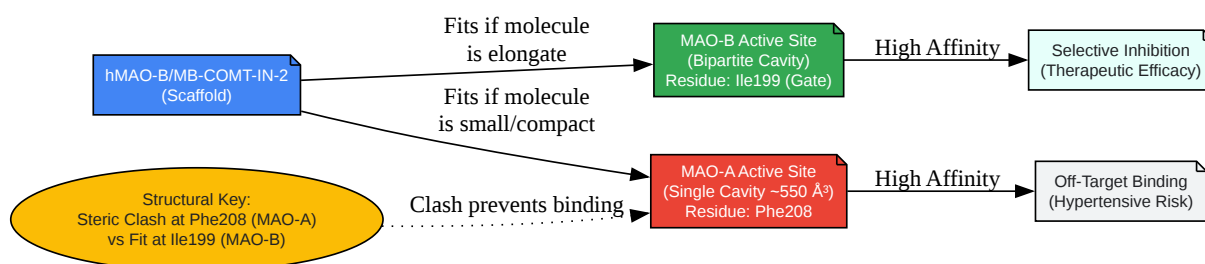 hMAO-B/MB-COMT-IN-2
(Scaffold)
Fits if molecule
is elongate
MAO-B Active Site
(Bipartite Cavity)
Residue: Ile199 (Gate)
High Affinity
Selective Inhibition
(Therapeutic Efficacy)
Fits if molecule
is small/compact
MAO-A Active Site
(Single Cavity ~550 Å³)
Residue: Phe208
High Affinity
Off-Target Binding
(Hypertensive Risk)
Structural Key:
Steric Clash at Phe208 (MAO-A)
vs Fit at Ile199 (MAO-B)
Clash prevents binding